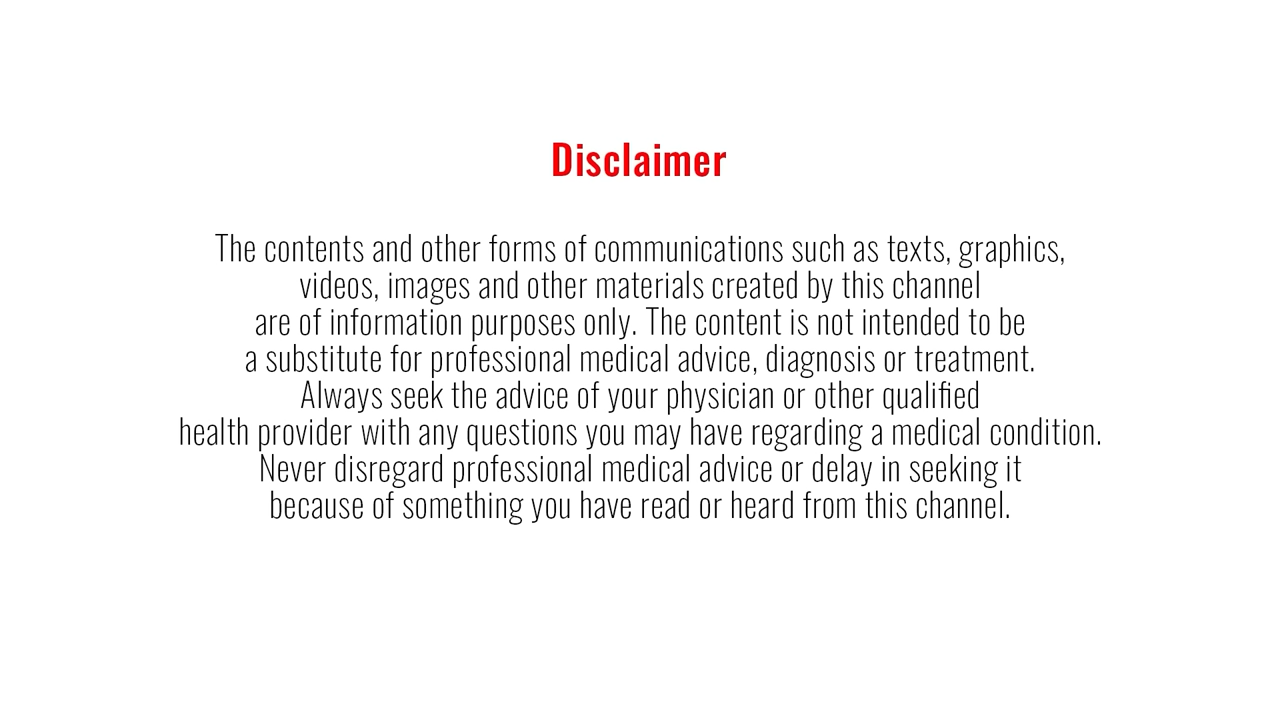 Disclaimer
The contents and other forms of communications such as texts, graphics,
videos, images and other materials created by this channel
are of information purposes only. The content is not intended to be
a substitute for professional medical advice, diagnosis or treatment.
Always seek the advice of your physician or other qualified
health provider with any questions you may have regarding a medical condition.
Never disregard professional medical advice or delay in seeking it
because of something you have read or heard from this channel.